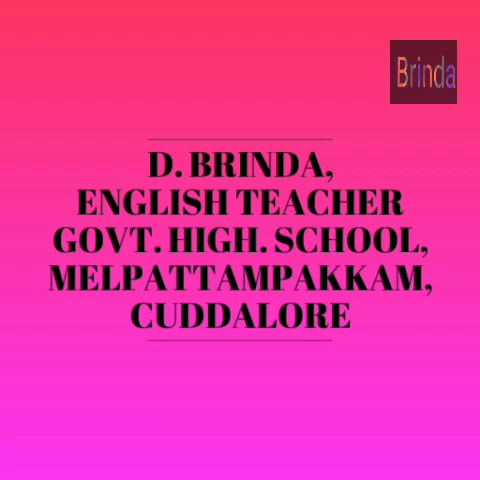 Brinda
D. BRINDA,
ENGLISH TEACHER
GOVT. HIGH. SCHOOL,
MELPATTAMPAKKAM,
CUDDALORE